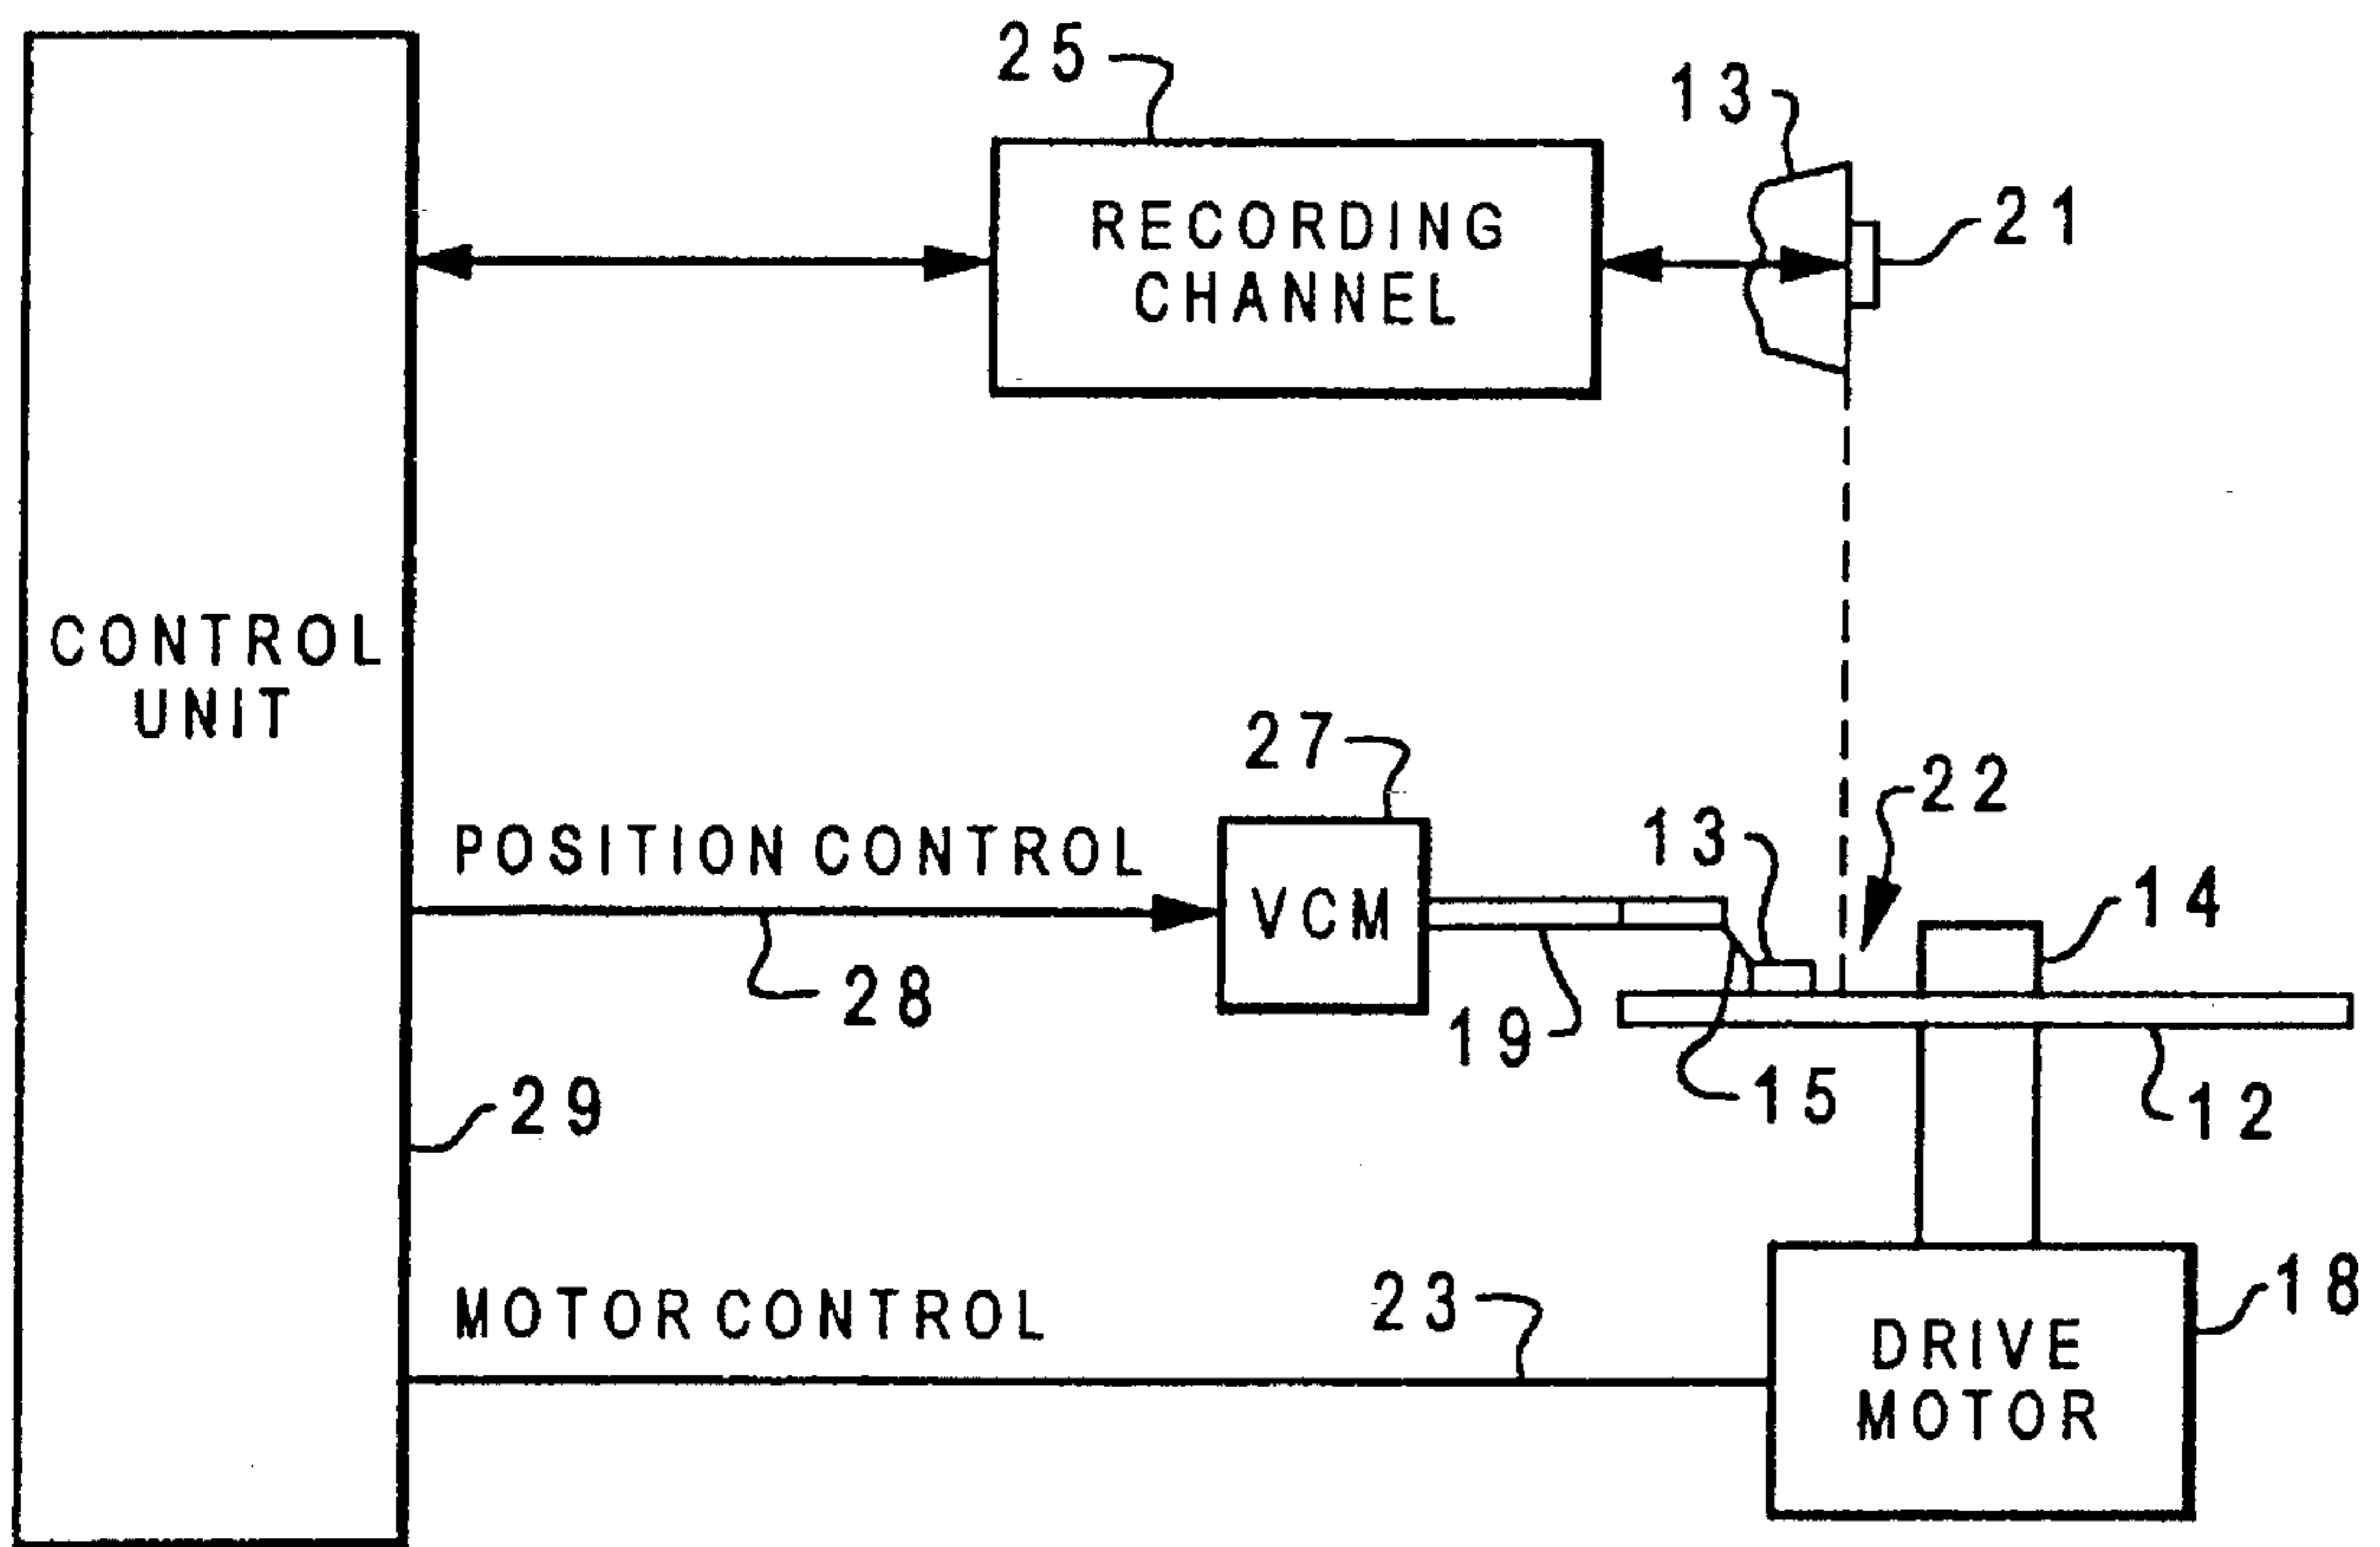 25
13
RECORDING
CHANNEL
21
CONTROL
UNIT
27
22
POSITION CONTROL
13
VCM
14
28
19
15
12
29
MOTOR CONTROL
23
18
DRIVE
MOTOR